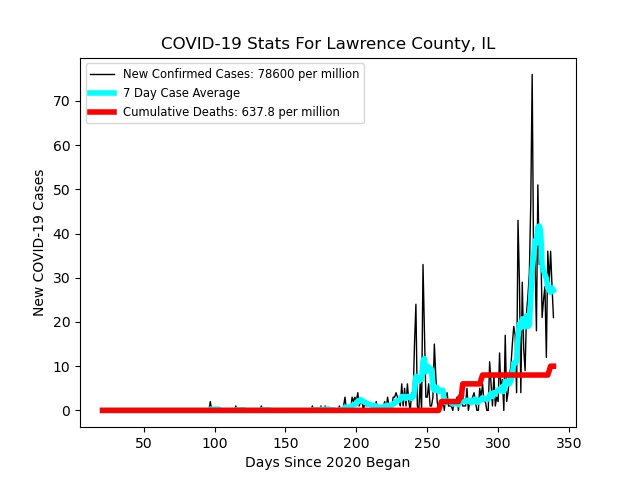 COVID-19 Stats For Lawrence County, IL
New Confirmed Cases: 78600 per million
7 Day Case Average
Cumulative Deaths: 637.8 per million
New COVID-19 Cases
70
60
50
40
30
20
10
0
50
100
150
200
250
300
350
Days Since 2020 Began